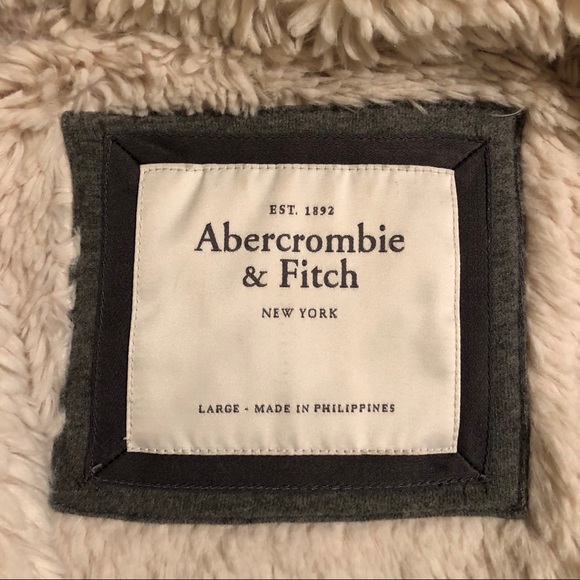 EST. 1892
Abercrombie
& Fitch
NEW YORK
LARGE - MADE IN PHILIPPINES